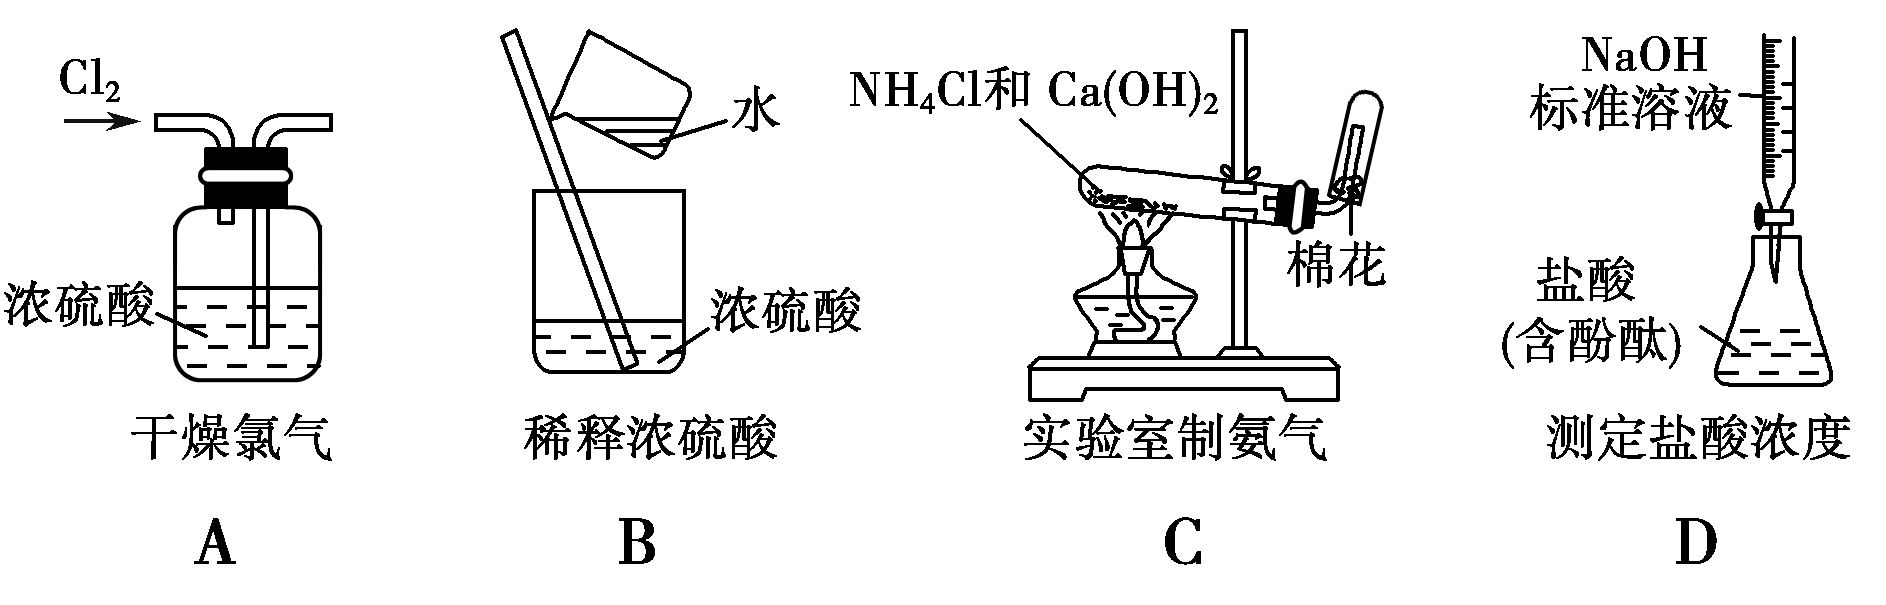 Cl₂
浓硫酸
干燥氯气
A
水
浓硫酸
稀释浓硫酸
B
NH₄Cl和 Ca(OH)₂
棉花
实验室制氨气
C
NaOH
标准溶液
盐酸
(含酚酞)
测定盐酸浓度
D